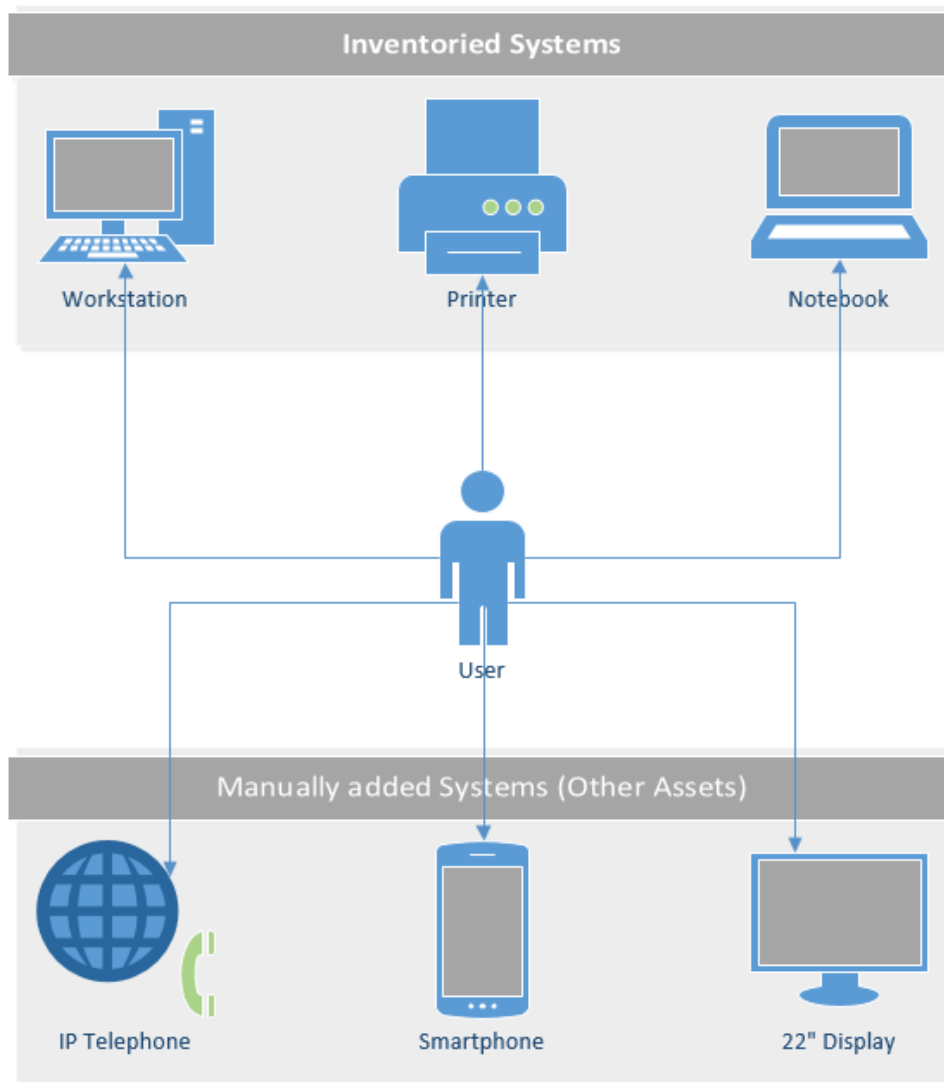 Inventoried Systems
Workstation
Printer
Notebook
User
Manually added Systems (Other Assets)
IP Telephone
Smartphone
22" Display